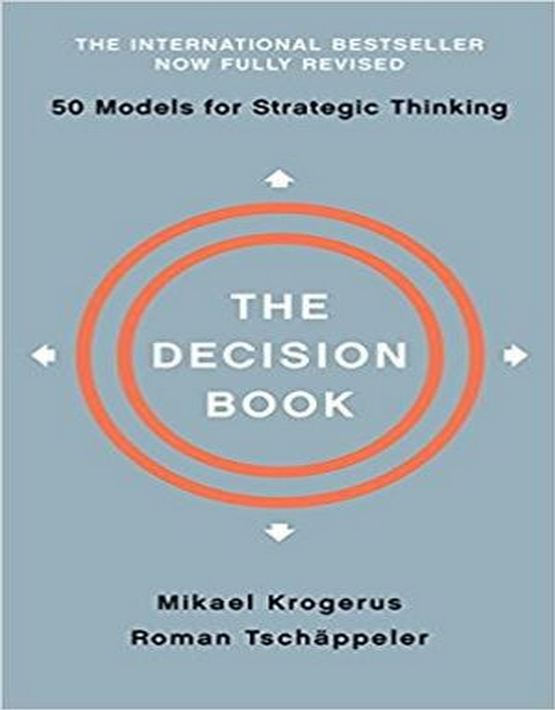 THE INTERNATIONAL BESTSELLER
NOW FULLY REVISED
50 Models for Strategic Thinking
THE
DECISION
BOOK
Mikael Krogerus
Roman Tschäppeler